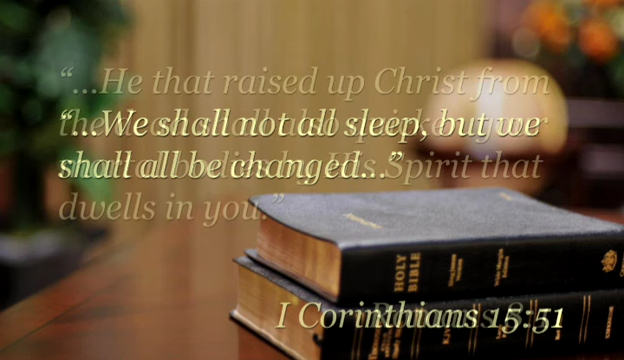 “...He that raised up Christ from
“...We shall not all sleep, but we
shall all be changed...”
Spirit that
dwells in you.”
HOLY
BIBLE
I Corinthians 15:51